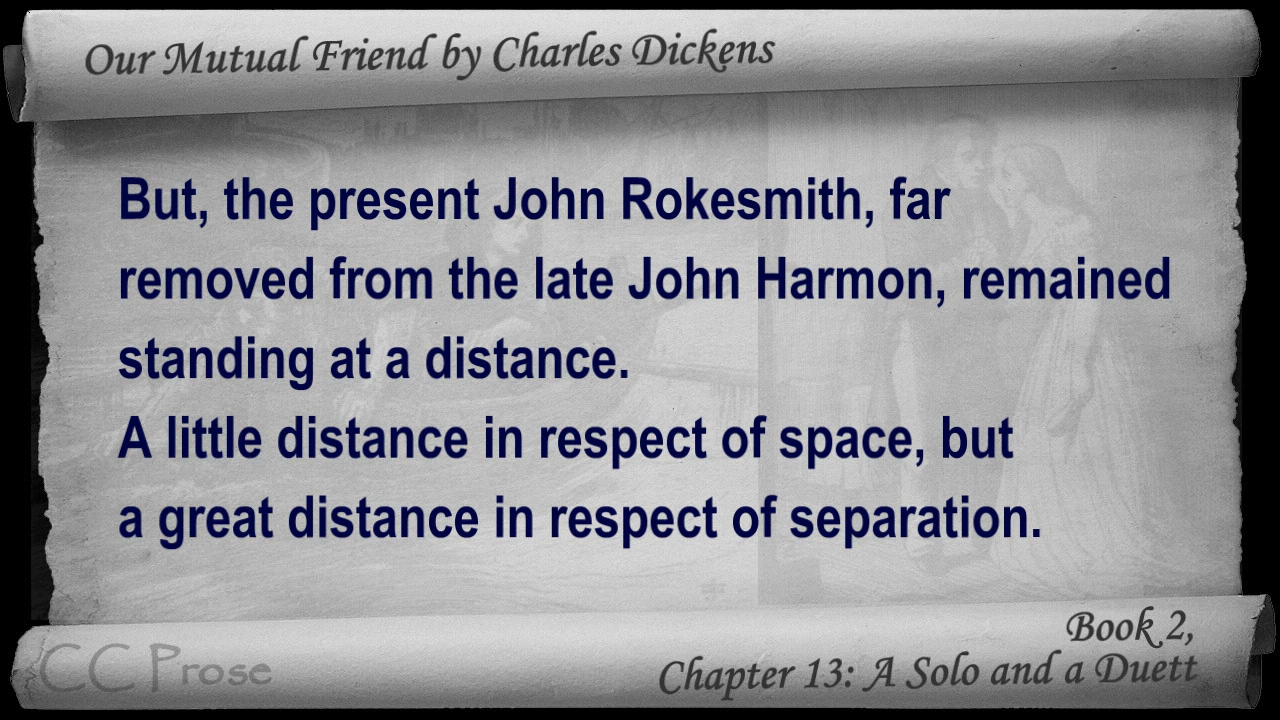 Our Mutual Friend by Charles Dickens
But, the present John Rokesmith, far
removed from the late John Harmon, remained
standing at a distance.
A little distance in respect of space, but
a great distance in respect of separation.
CC Prose
Book 2,
Chapter 13: A Solo and a Duett